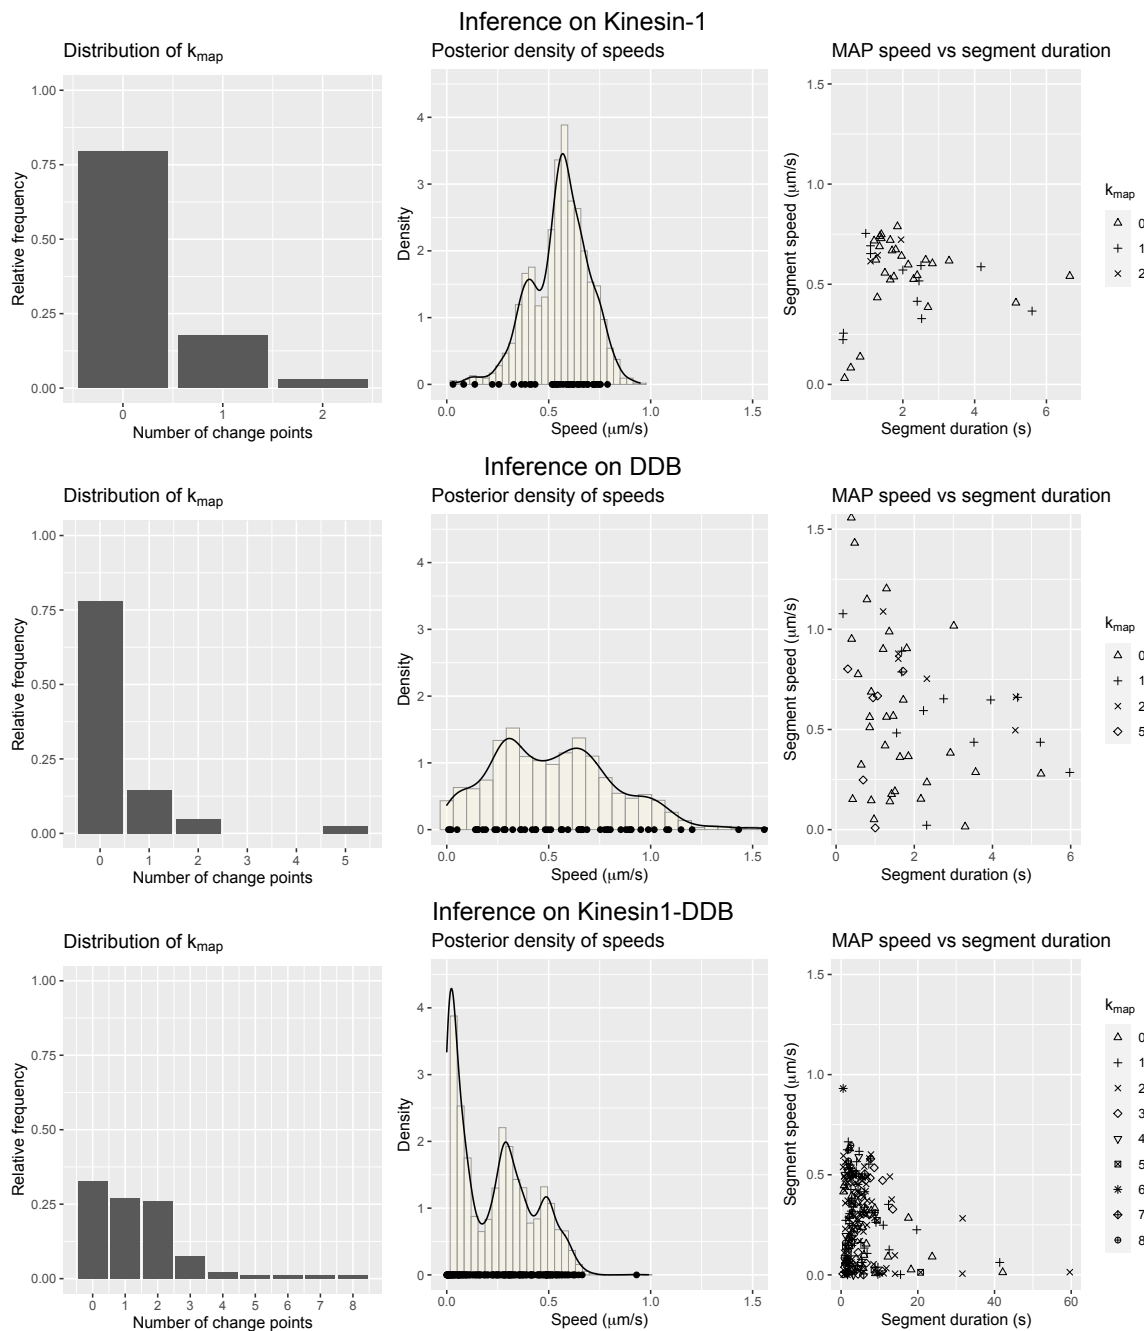 Inference on Kinesin-1
Distribution of kmap
Posterior density of speeds
MAP speed vs segment duration
Relative frequency
1.00
0.75
0.50
0.25
0.00
0 1 2
Number of change points
Density
4
3
2
1
0
0.0 0.5 1.0 1.5
Speed (μm/s)
Segment speed (μm/s)
1.5
1.0
0.5
0.0
2 4 6
Segment duration (s)
kmap
0
1
2
Inference on DDB
Distribution of kmap
Posterior density of speeds
MAP speed vs segment duration
Relative frequency
1.00
0.75
0.50
0.25
0.00
0 1 2 3 4 5
Number of change points
Density
4
3
2
1
0
0.0 0.5 1.0 1.5
Speed (μm/s)
Segment speed (μm/s)
1.5
1.0
0.5
0.0
0 2 4 6
Segment duration (s)
kmap
0
1
2
5
Inference on Kinesin1-DDB
Distribution of kmap
Posterior density of speeds
MAP speed vs segment duration
Relative frequency
1.00
0.75
0.50
0.25
0.00
0 1 2 3 4 5 6 7 8
Number of change points
Density
4
3
2
1
0
0.0 0.5 1.0 1.5
Speed (μm/s)
Segment speed (μm/s)
1.5
1.0
0.5
0.0
0 20 40 60
Segment duration (s)
kmap
0
1
2
3
4
5
6
7
8